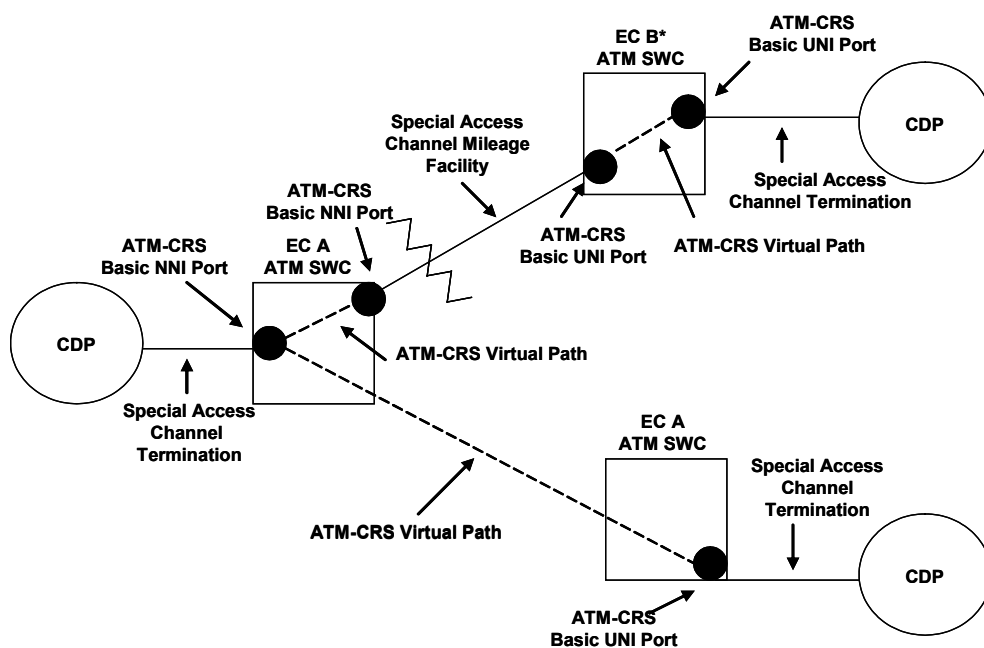 ATM-CRS
Basic UNI Port
EC B*
ATM SWC
CDP
Special Access
Channel Mileage
Facility
Special Access
Channel Termination
ATM-CRS
Basic NNI Port
ATM-CRS
Basic UNI Port
ATM-CRS Virtual Path
ATM-CRS
Basic NNI Port
EC A
ATM SWC
CDP
ATM-CRS Virtual Path
Special Access
Channel
Termination
EC A
ATM SWC
Special Access
Channel
Termination
ATM-CRS Virtual Path
CDP
ATM-CRS
Basic UNI Port